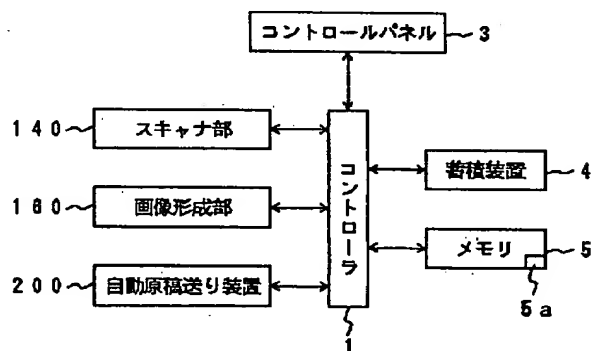 コントロールパネル 3
140 スキャナ部
160 画像形成部
200 自動原稿送り装置
コントローラ
1
蓄積装置 4
メモリ 5
5a